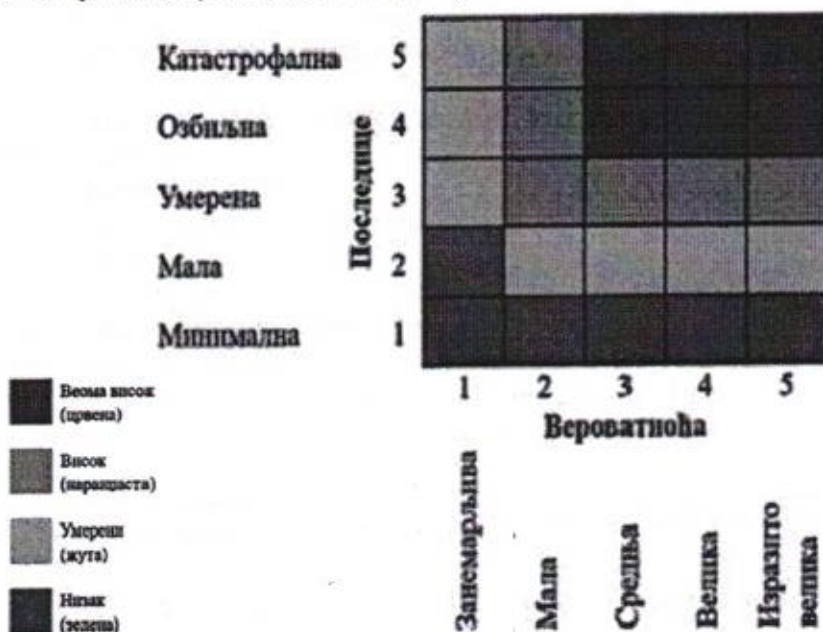 Катастрофална 5
Озбиљна 4
Умерена 3
Мала 2
Минимална 1
Последице
1 2 3 4 5
Вероватноћа
Занемарљива
Мала
Средња
Велика
Изразито
велика
Веома висок
(црвена)
Висок
(наранџаста)
Умерени
(жута)
Низак
(зелена)